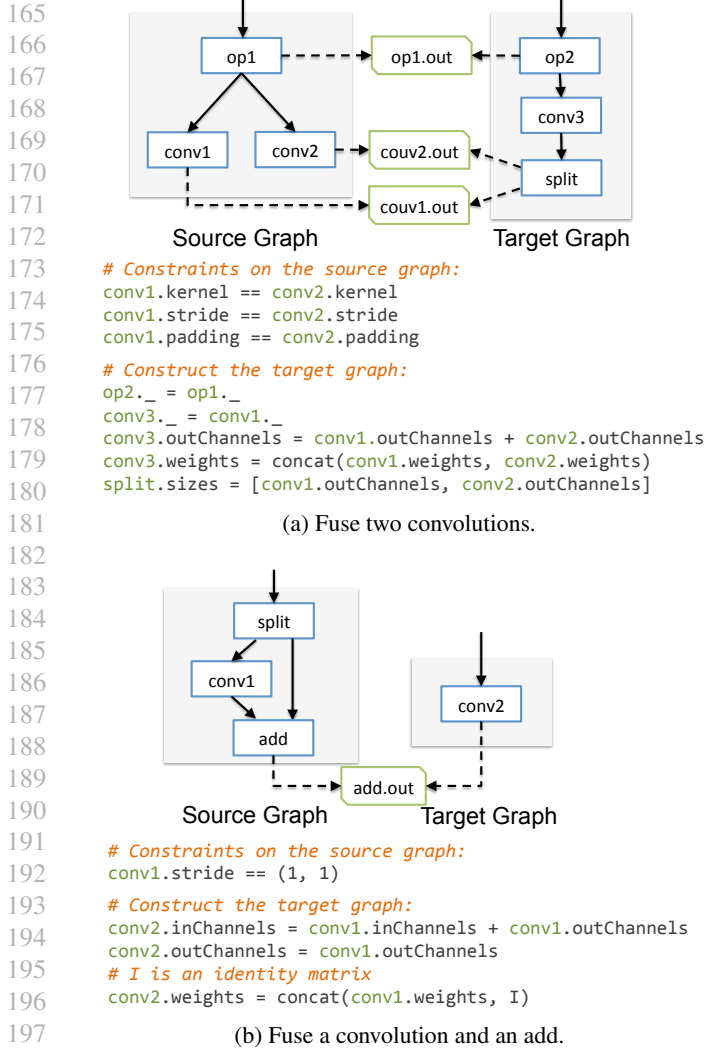 165
166
167
168
169
170
171
172
173
174
175
176
177
178
179
180
181
182
183
184
185
186
187
188
189
190
191
192
193
194
195
196
197
op1
op1.out
op2
conv3
conv1
conv2
couv2.out
split
couv1.out
Source Graph
Target Graph
# Constraints on the source graph:
conv1.kernel == conv2.kernel
conv1.stride == conv2.stride
conv1.padding == conv2.padding
# Construct the target graph:
op2._ = op1._
conv3._ = conv1._
conv3.outChannels = conv1.outChannels + conv2.outChannels
conv3.weights = concat(conv1.weights, conv2.weights)
split.sizes = [conv1.outChannels, conv2.outChannels]
(a) Fuse two convolutions.
split
conv1
conv2
add
add.out
Source Graph
Target Graph
# Constraints on the source graph:
conv1.stride == (1, 1)
# Construct the target graph:
conv2.inChannels = conv1.inChannels + conv1.outChannels
conv2.outChannels = conv1.outChannels
# I is an identity matrix
conv2.weights = concat(conv1.weights, I)
(b) Fuse a convolution and an add.